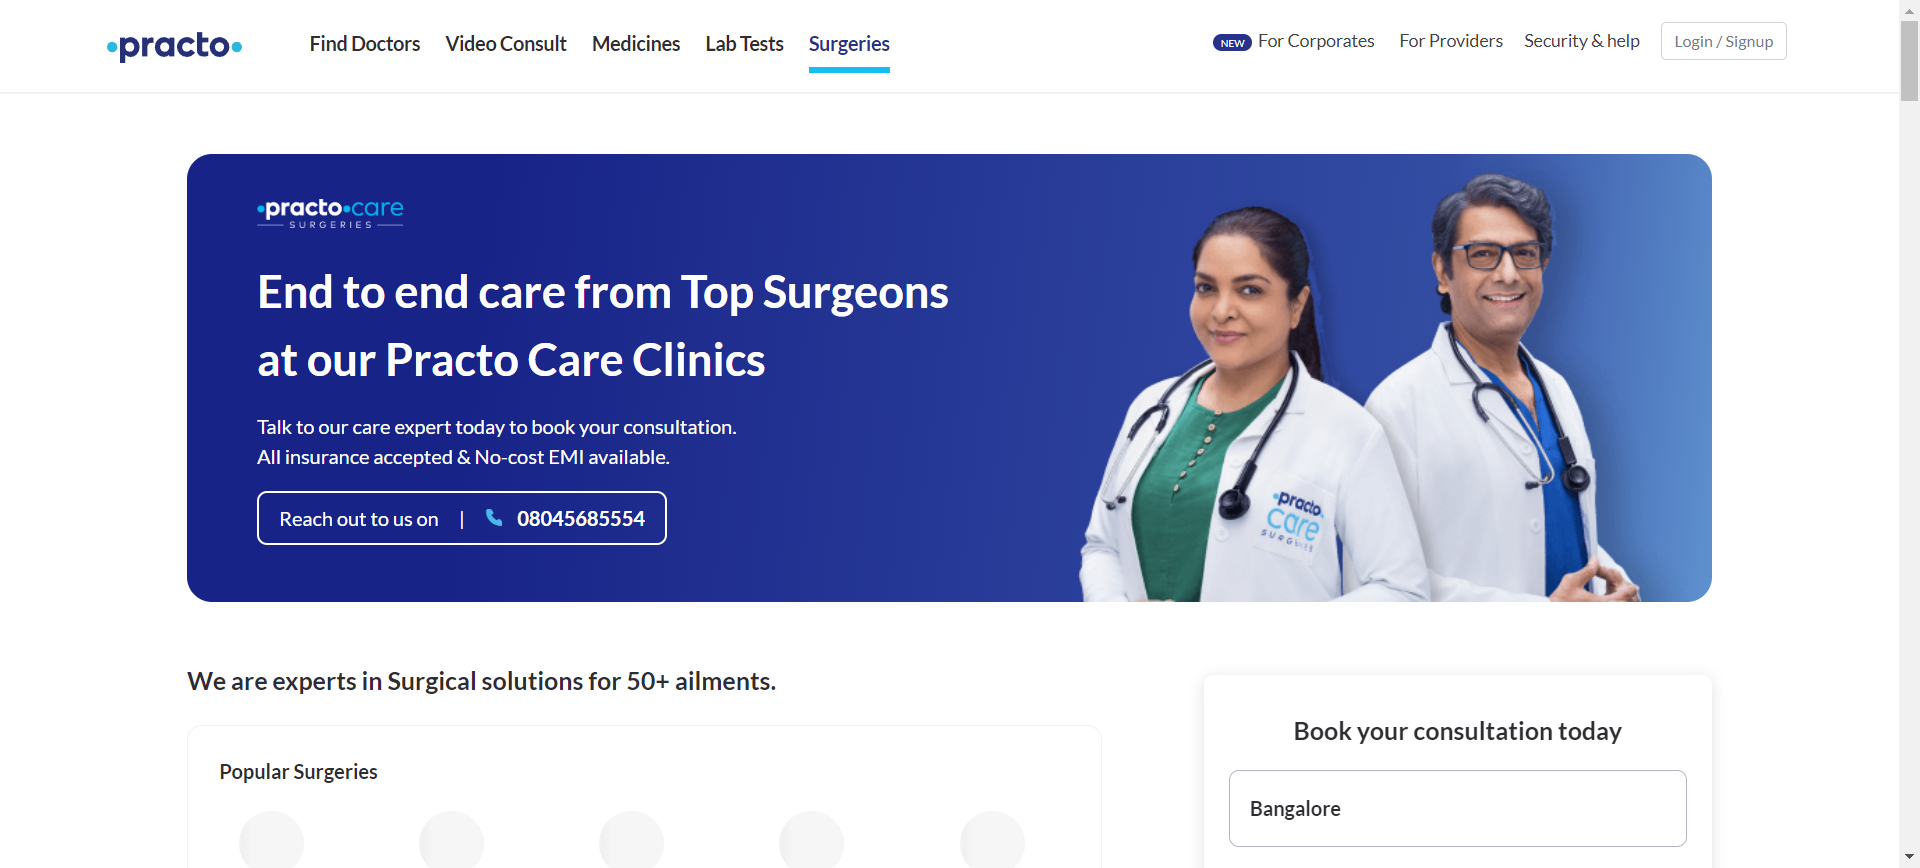 practo
Find Doctors
Video Consult
Medicines
Lab Tests
Surgeries
NEW For Corporates
For Providers
Security & help
Login / Signup
practo care
SURGERIES
End to end care from Top Surgeons
at our Practo Care Clinics
Talk to our care expert today to book your consultation.
All insurance accepted & No-cost EMI available.
Reach out to us on | 08045685554
practo
Care
SURGERIES
We are experts in Surgical solutions for 50+ ailments.
Popular Surgeries
Book your consultation today
Bangalore